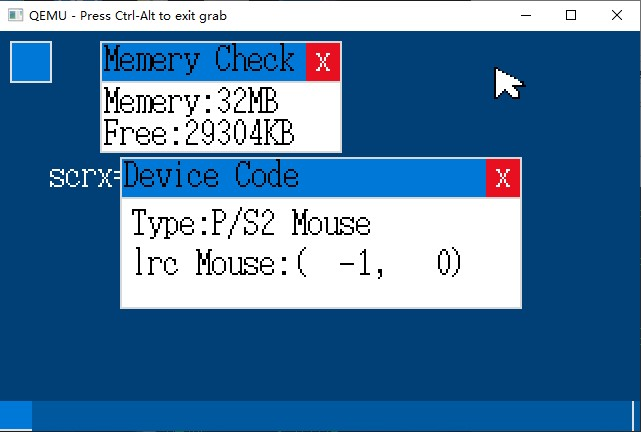 QEMU - Press Ctrl-Alt to exit grab
Memery Check X
Memery:32MB
Free:29304KB
scrx=
Device Code X
Type:P/S2 Mouse
lrc Mouse:( -1, 0)